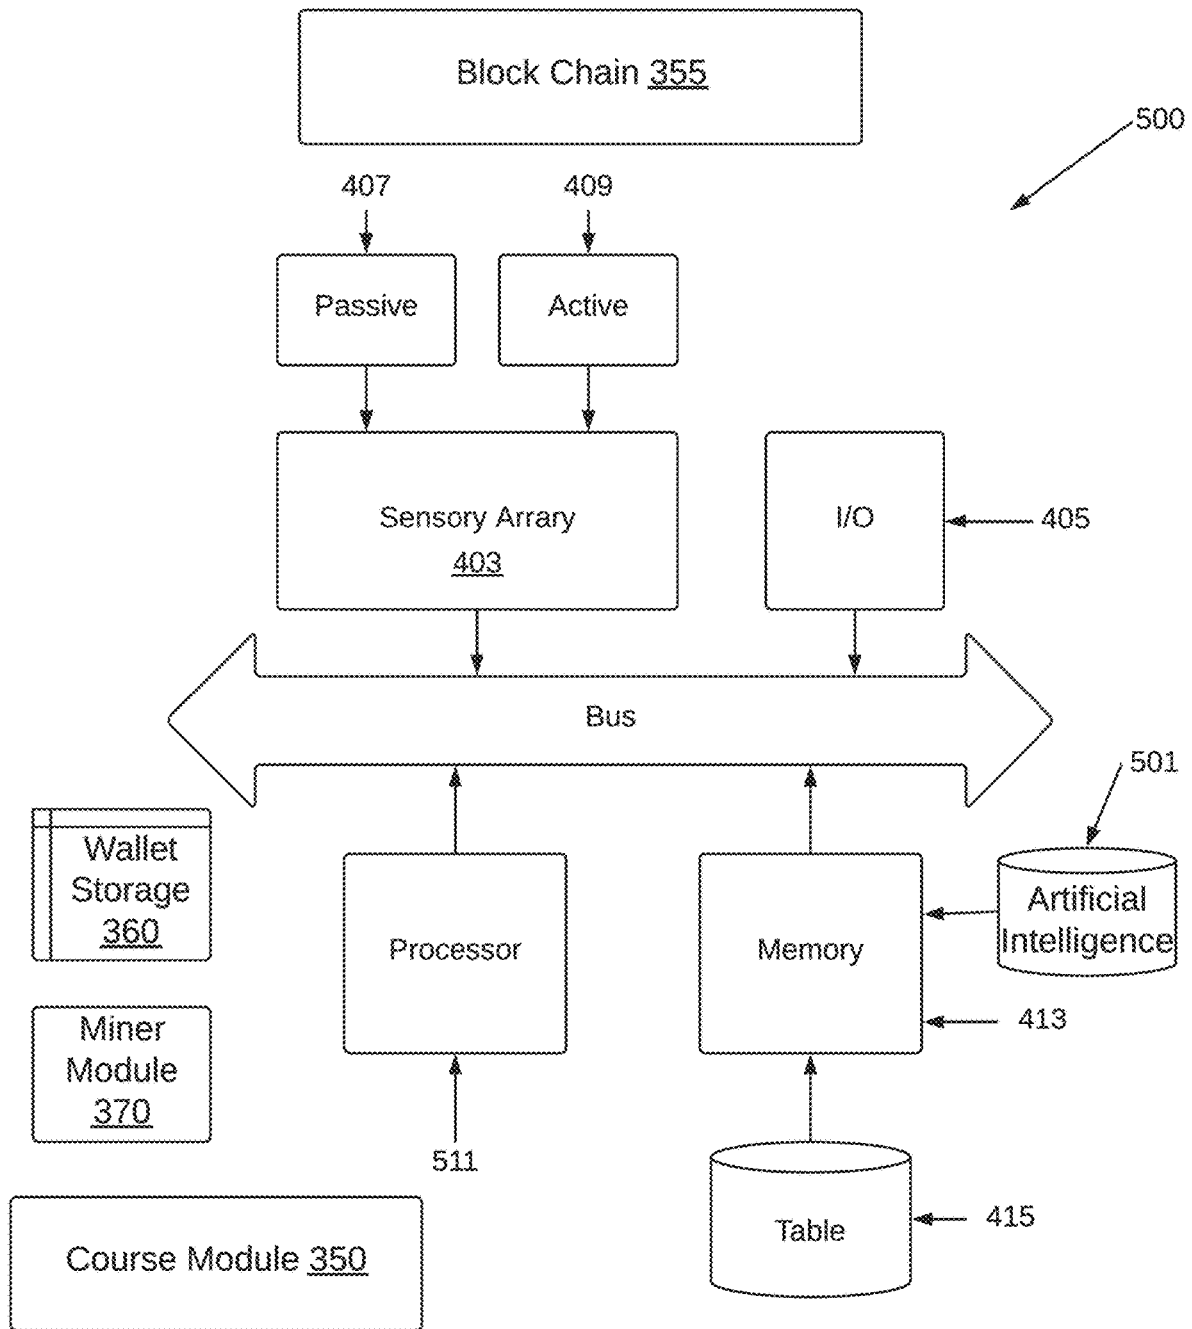 Block Chain 355
500
407
409
Passive
Active
Sensory Arrary
403
I/O
405
Bus
501
Wallet
Storage
360
Processor
Memory
Artificial
Intelligence
413
Miner
Module
370
511
Table
415
Course Module 350